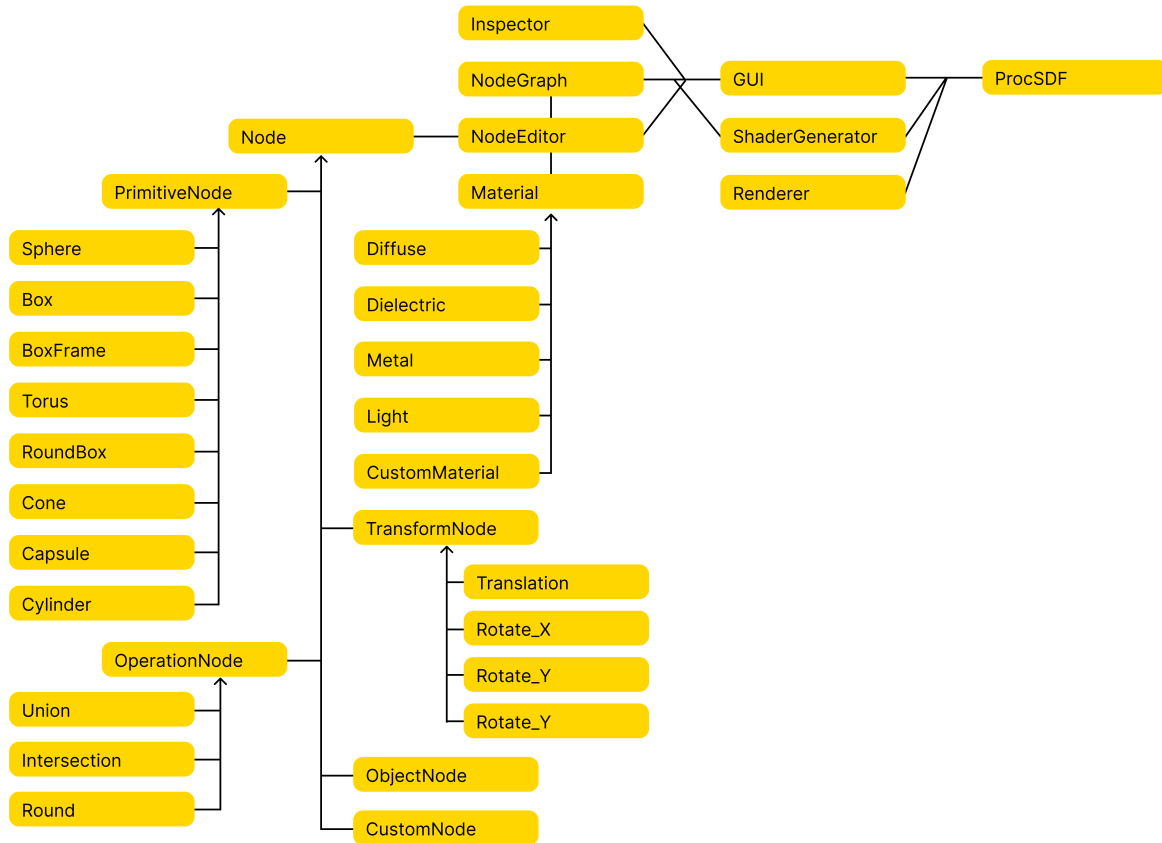 Inspector
NodeGraph
GUI
ProcSDF
Node
NodeEditor
ShaderGenerator
PrimitiveNode
Material
Renderer
Sphere
Diffuse
Box
Dielectric
BoxFrame
Metal
Torus
Light
RoundBox
CustomMaterial
Cone
TransformNode
Capsule
Translation
Cylinder
Rotate_X
OperationNode
Rotate_Y
Union
Rotate_Y
Intersection
ObjectNode
Round
CustomNode